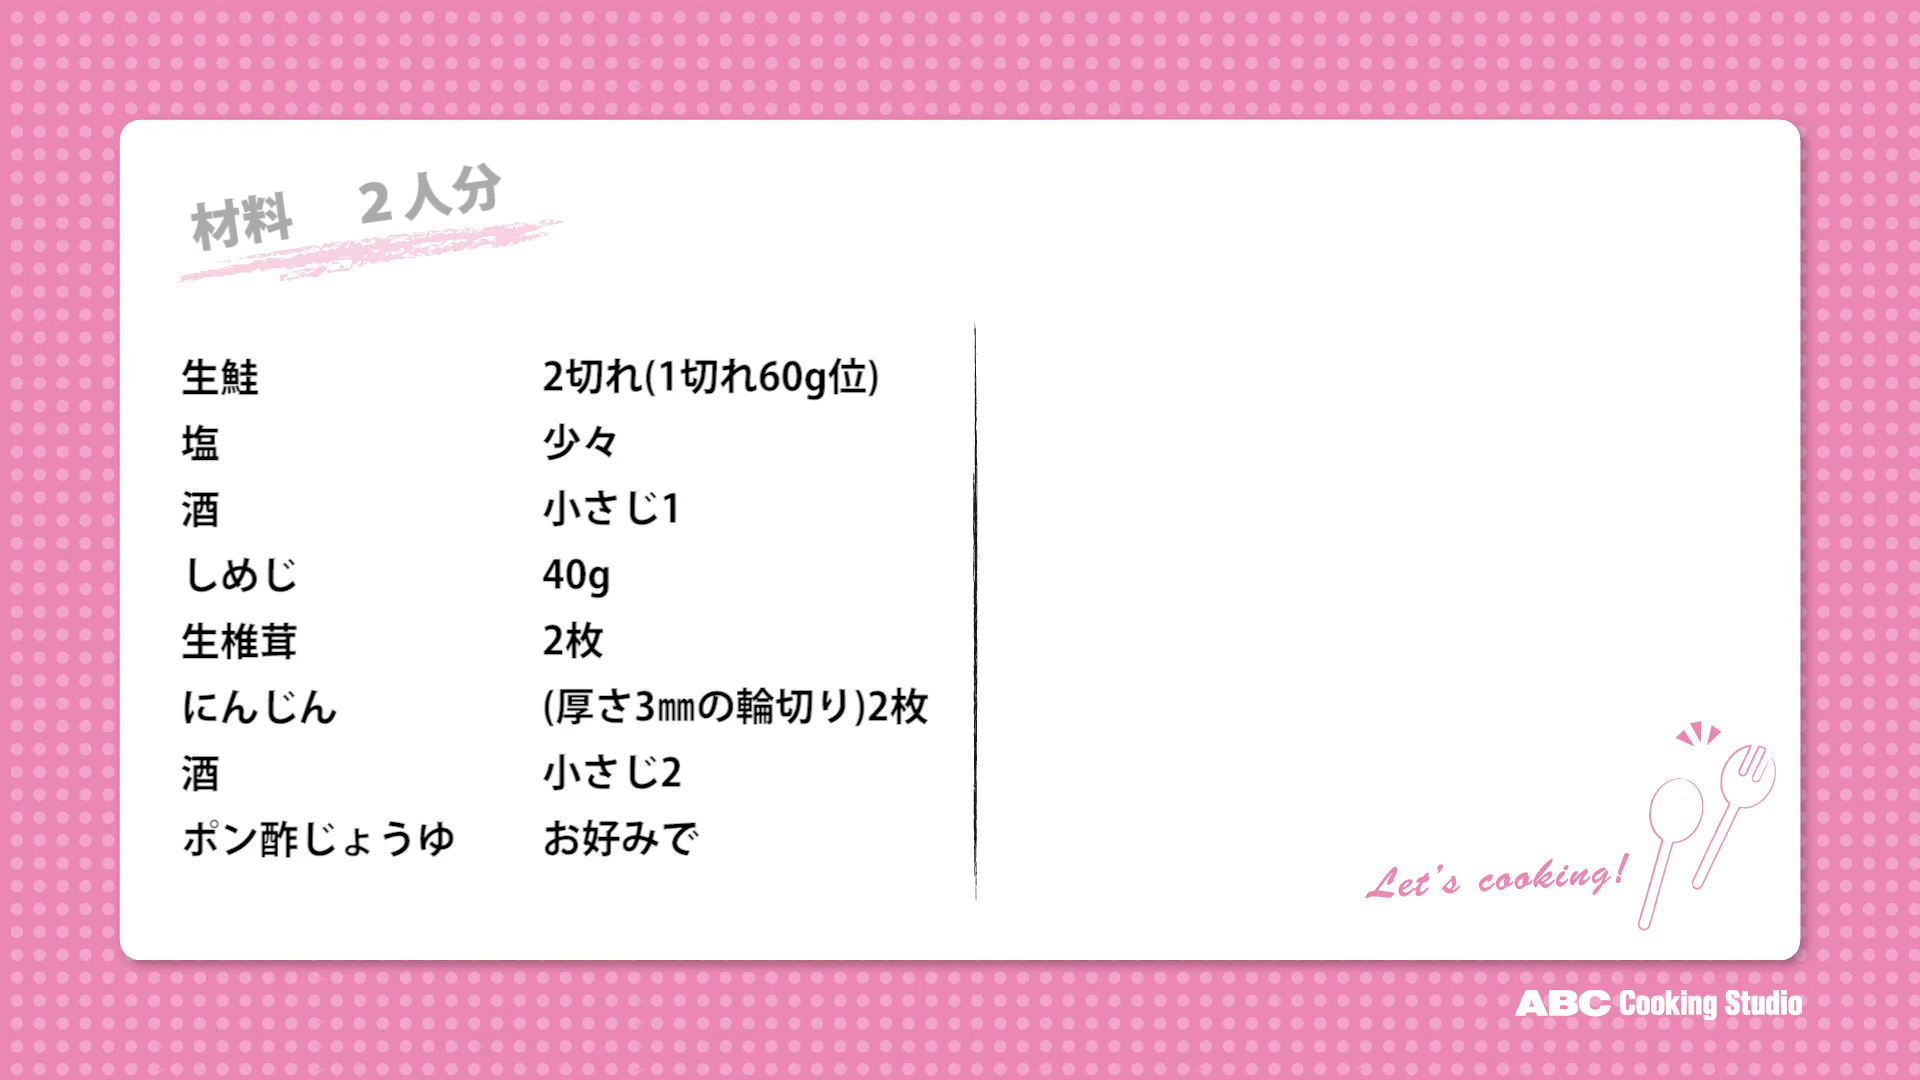 材料　２人分
生鮭 2切れ(1切れ60g位)
塩 少々
酒 小さじ1
しめじ 40g
生椎茸 2枚
にんじん (厚さ3㎜の輪切り)2枚
酒 小さじ2
ポン酢じょうゆ お好みで
Let's cooking!
ABC Cooking Studio